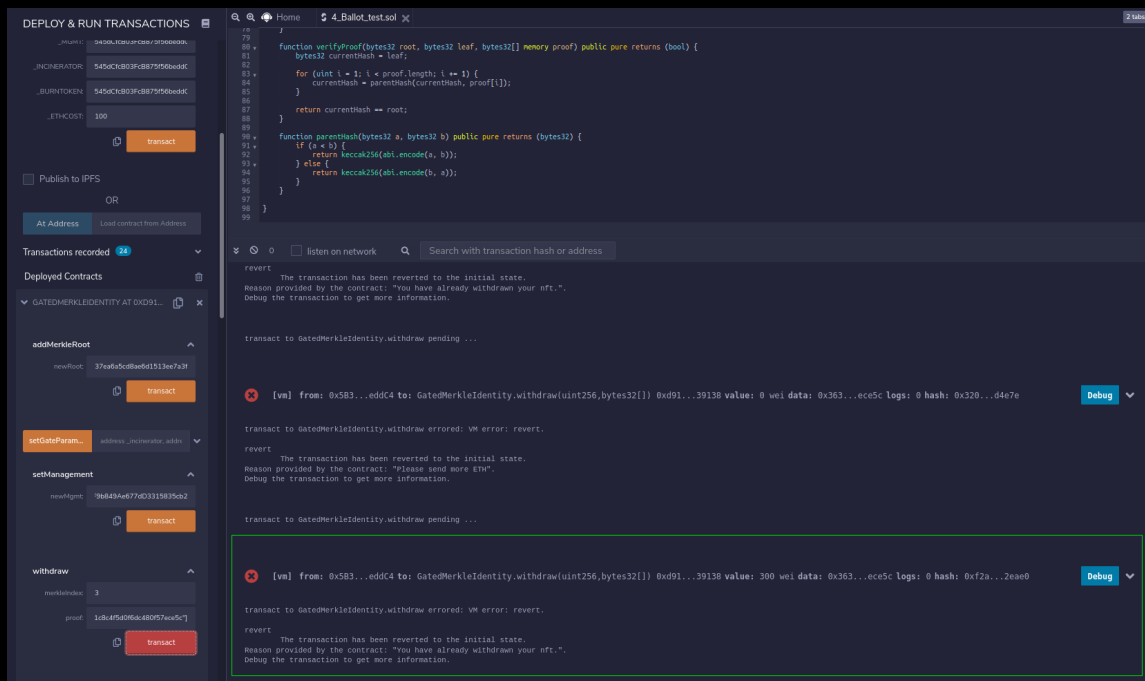 DEPLOY & RUN TRANSACTIONS
_MGMT: 545dCfcB03FcB875f56beddC
_INCINERATOR: 545dCfcB03FcB875f56beddC
_BURNTOKEN: 545dCfcB03FcB875f56beddC
_ETHCOST: 100
transact
Publish to IPFS
OR
At Address Load contract from Address
Transactions recorded 24
Deployed Contracts
GATEDMERKLEIDENTITY AT 0XD91...
addMerkleRoot
newRoot: 37ea6a5cd8ae6d1513ee7a3f
transact
setGateParam... address _incinerator, addre
setManagement
newMgmt: f9b849Ae677dD3315835cb2
transact
withdraw
merkleIndex: 3
proof: 1c8c4f5d0f6dc480f57ece5c"]
transact
Home
4_Ballot_test.sol
2 tabs
78 }
79
80 function verifyProof(bytes32 root, bytes32 leaf, bytes32[] memory proof) public pure returns (bool) {
81 bytes32 currentHash = leaf;
82
83 for (uint i = 1; i < proof.length; i += 1) {
84 currentHash = parentHash(currentHash, proof[i]);
85 }
86
87 return currentHash == root;
88 }
89
90 function parentHash(bytes32 a, bytes32 b) public pure returns (bytes32) {
91 if (a < b) {
92 return keccak256(abi.encode(a, b));
93 } else {
94 return keccak256(abi.encode(b, a));
95 }
96 }
97
98 }
99
0 listen on network Search with transaction hash or address
revert
The transaction has been reverted to the initial state.
Reason provided by the contract: "You have already withdrawn your nft.".
Debug the transaction to get more information.
transact to GatedMerkleIdentity.withdraw pending ...
[vm] from: 0x5B3...eddC4 to: GatedMerkleIdentity.withdraw(uint256,bytes32[]) 0xd91...39138 value: 0 wei data: 0x363...ece5c logs: 0 hash: 0x320...d4e7e
Debug
transact to GatedMerkleIdentity.withdraw errored: VM error: revert.
revert
The transaction has been reverted to the initial state.
Reason provided by the contract: "Please send more ETH".
Debug the transaction to get more information.
transact to GatedMerkleIdentity.withdraw pending ...
[vm] from: 0x5B3...eddC4 to: GatedMerkleIdentity.withdraw(uint256,bytes32[]) 0xd91...39138 value: 300 wei data: 0x363...ece5c logs: 0 hash: 0xf2a...2eae0
Debug
transact to GatedMerkleIdentity.withdraw errored: VM error: revert.
revert
The transaction has been reverted to the initial state.
Reason provided by the contract: "You have already withdrawn your nft.".
Debug the transaction to get more information.